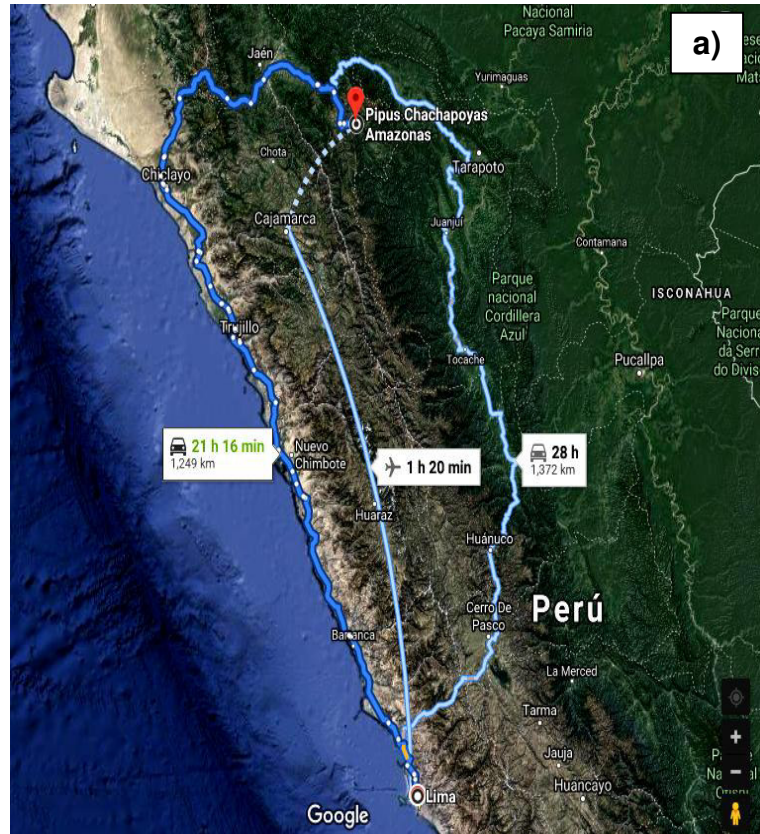 Nacional
Pacaya Samiria
a)
Jaén
Yurimaguas
Pipus Chachapoyas
Amazonas
Chota
Tarapoto
Chiclayo
Cajamarca
Juanjuí
Contamana
Parque
nacional
Cordillera
Azul
ISCONAHUA
Trujillo
Tocache
Pucallpa
Nacional
da Serra
do Divisor
21 h 16 min
1,249 km
Nuevo
Chimbote
1 h 20 min
28 h
1,372 km
Huaraz
Huánuco
Cerro De
Pasco
Perú
Barranca
La Merced
Tarma
Jauja
Lima
Huancayo
Google